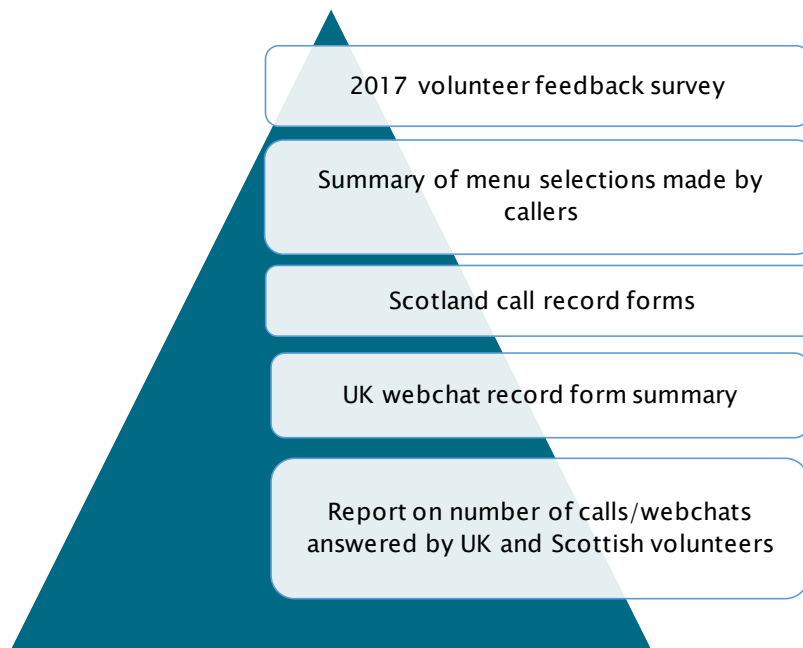 2017 volunteer feedback survey
Summary of menu selections made by
callers
Scotland call record forms
UK webchat record form summary
Report on number of calls/webchats
answered by UK and Scottish volunteers